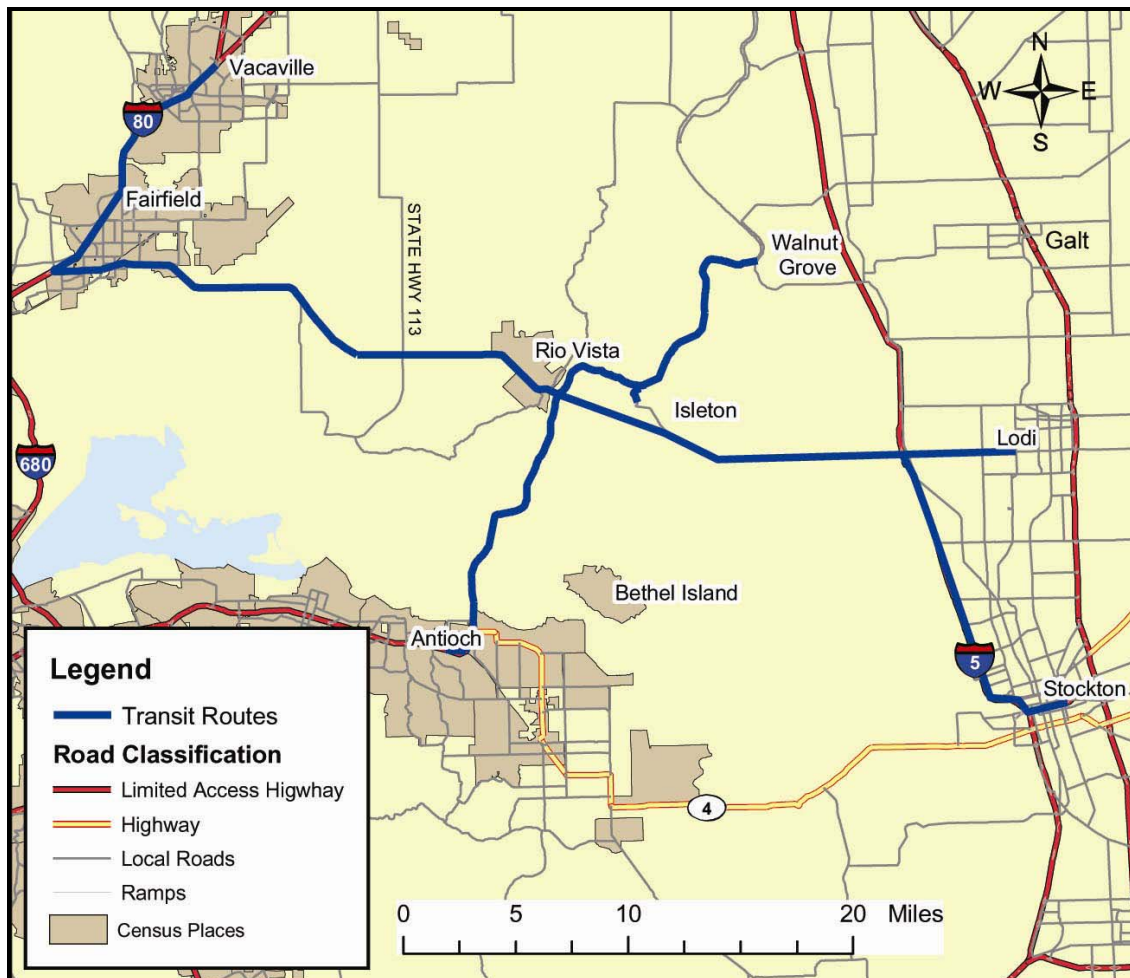 Vacaville
80
Fairfield
STATE HWY 113
N
W
E
S
Walnut
Grove
Galt
Rio Vista
Isleton
Lodi
680
Bethel Island
Antioch
5
Stockton
4
Legend
Transit Routes
Road Classification
Limited Access Higwhay
Highway
Local Roads
Ramps
Census Places
0 5 10 20 Miles